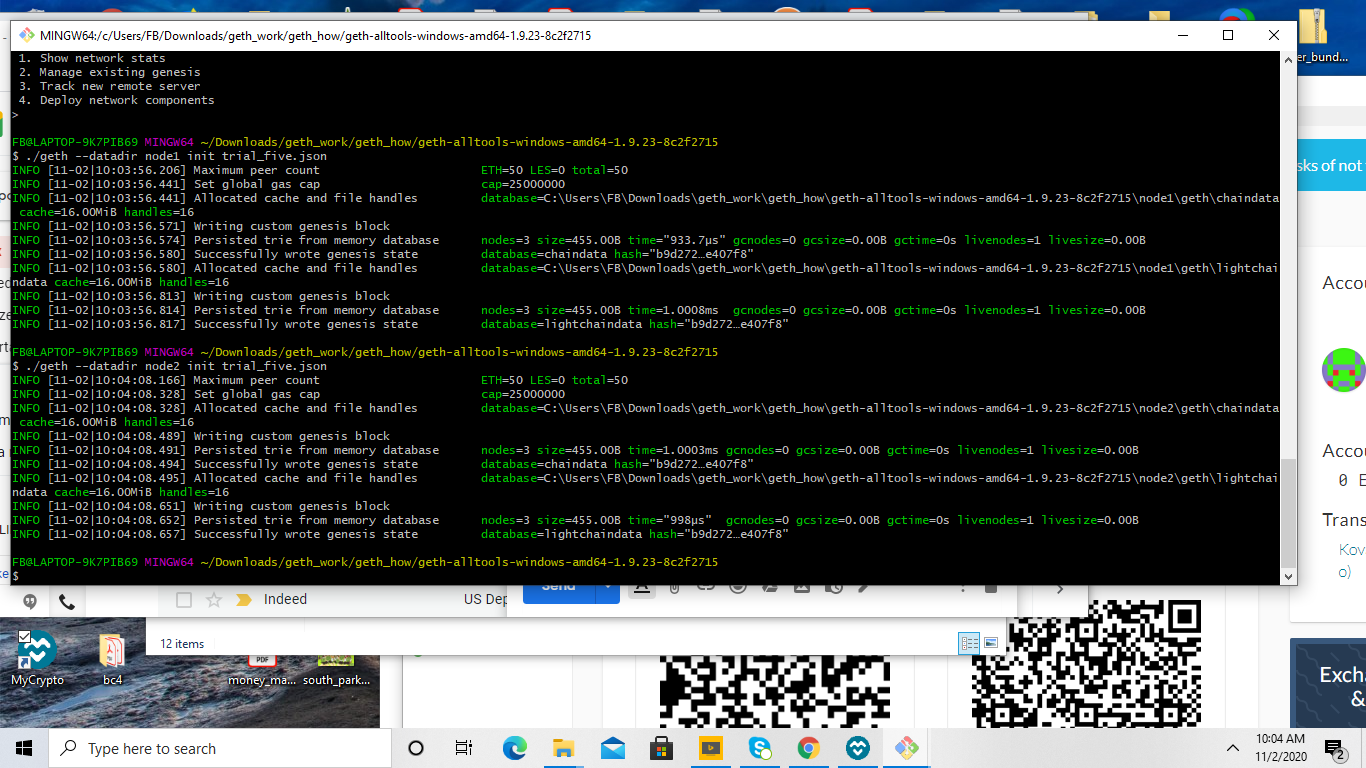 MINGW64:/c/Users/FB/Downloads/geth_work/geth_how/geth-alltools-windows-amd64-1.9.23-8c2f2715
1. Show network stats
2. Manage existing genesis
3. Track new remote server
4. Deploy network components
>
FB@LAPTOP-9K7PIB69 MINGW64 ~/Downloads/geth_work/geth_how/geth-alltools-windows-amd64-1.9.23-8c2f2715
$ ./geth --datadir node1 init trial_five.json
INFO [11-02|10:03:56.206] Maximum peer count ETH=50 LES=0 total=50
INFO [11-02|10:03:56.441] Set global gas cap cap=25000000
INFO [11-02|10:03:56.441] Allocated cache and file handles database=C:\Users\FB\Downloads\geth_work\geth_how\geth-alltools-windows-amd64-1.9.23-8c2f2715\node1\geth\chaindata
cache=16.00MiB handles=16
INFO [11-02|10:03:56.571] Writing custom genesis block
INFO [11-02|10:03:56.574] Persisted trie from memory database nodes=3 size=455.00B time="933.7µs" gcnodes=0 gcsize=0.00B gctime=0s livenodes=1 livesize=0.00B
INFO [11-02|10:03:56.580] Successfully wrote genesis state database=chaindata hash="b9d272…e407f8"
INFO [11-02|10:03:56.580] Allocated cache and file handles database=C:\Users\FB\Downloads\geth_work\geth_how\geth-alltools-windows-amd64-1.9.23-8c2f2715\node1\geth\lightchai
ndata cache=16.00MiB handles=16
INFO [11-02|10:03:56.813] Writing custom genesis block
INFO [11-02|10:03:56.814] Persisted trie from memory database nodes=3 size=455.00B time=1.0008ms gcnodes=0 gcsize=0.00B gctime=0s livenodes=1 livesize=0.00B
INFO [11-02|10:03:56.817] Successfully wrote genesis state database=lightchaindata hash="b9d272…e407f8"
FB@LAPTOP-9K7PIB69 MINGW64 ~/Downloads/geth_work/geth_how/geth-alltools-windows-amd64-1.9.23-8c2f2715
$ ./geth --datadir node2 init trial_five.json
INFO [11-02|10:04:08.166] Maximum peer count ETH=50 LES=0 total=50
INFO [11-02|10:04:08.328] Set global gas cap cap=25000000
INFO [11-02|10:04:08.328] Allocated cache and file handles database=C:\Users\FB\Downloads\geth_work\geth_how\geth-alltools-windows-amd64-1.9.23-8c2f2715\node2\geth\chaindata
cache=16.00MiB handles=16
INFO [11-02|10:04:08.489] Writing custom genesis block
INFO [11-02|10:04:08.491] Persisted trie from memory database nodes=3 size=455.00B time=1.0003ms gcnodes=0 gcsize=0.00B gctime=0s livenodes=1 livesize=0.00B
INFO [11-02|10:04:08.494] Successfully wrote genesis state database=chaindata hash="b9d272…e407f8"
INFO [11-02|10:04:08.495] Allocated cache and file handles database=C:\Users\FB\Downloads\geth_work\geth_how\geth-alltools-windows-amd64-1.9.23-8c2f2715\node2\geth\lightchai
ndata cache=16.00MiB handles=16
INFO [11-02|10:04:08.651] Writing custom genesis block
INFO [11-02|10:04:08.652] Persisted trie from memory database nodes=3 size=455.00B time="998µs" gcnodes=0 gcsize=0.00B gctime=0s livenodes=1 livesize=0.00B
INFO [11-02|10:04:08.657] Successfully wrote genesis state database=lightchaindata hash="b9d272…e407f8"
FB@LAPTOP-9K7PIB69 MINGW64 ~/Downloads/geth_work/geth_how/geth-alltools-windows-amd64-1.9.23-8c2f2715
$
er_bund...
sks of not
Accou
Accou
0 E
Trans
Kov
o)
Excha
&
Send
Indeed
US Dep
12 items
MyCrypto
bc4
PDF
money_ma...
south_park...
Type here to search
10:04 AM
11/2/2020
2